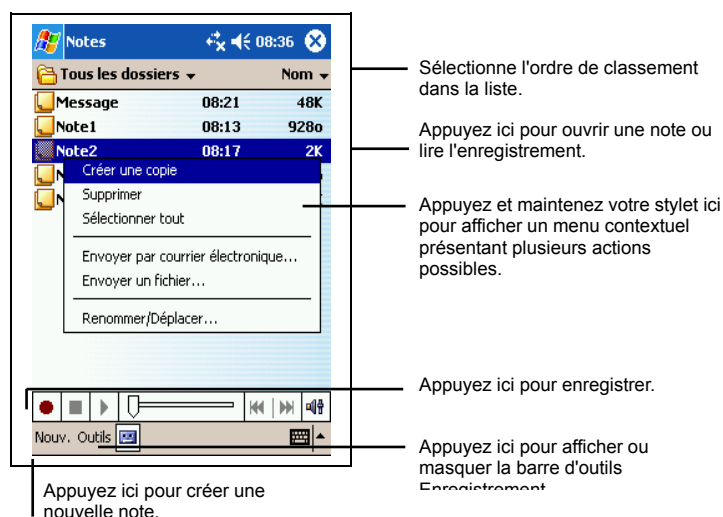 Notes 08:36
Tous les dossiers Nom
Message 08:21 48K
Note1 08:13 928o
Note2 08:17 2K
N
N
Créer une copie
Supprimer
Sélectionner tout
Envoyer par courrier électronique...
Envoyer un fichier...
Renommer/Déplacer...
Nouv. Outils
Sélectionne l'ordre de classement
dans la liste.
Appuyez ici pour ouvrir une note ou
lire l'enregistrement.
Appuyez et maintenez votre stylet ici
pour afficher un menu contextuel
présentant plusieurs actions
possibles.
Appuyez ici pour enregistrer.
Appuyez ici pour afficher ou
masquer la barre d'outils
Enregistrement
Appuyez ici pour créer une
nouvelle note.